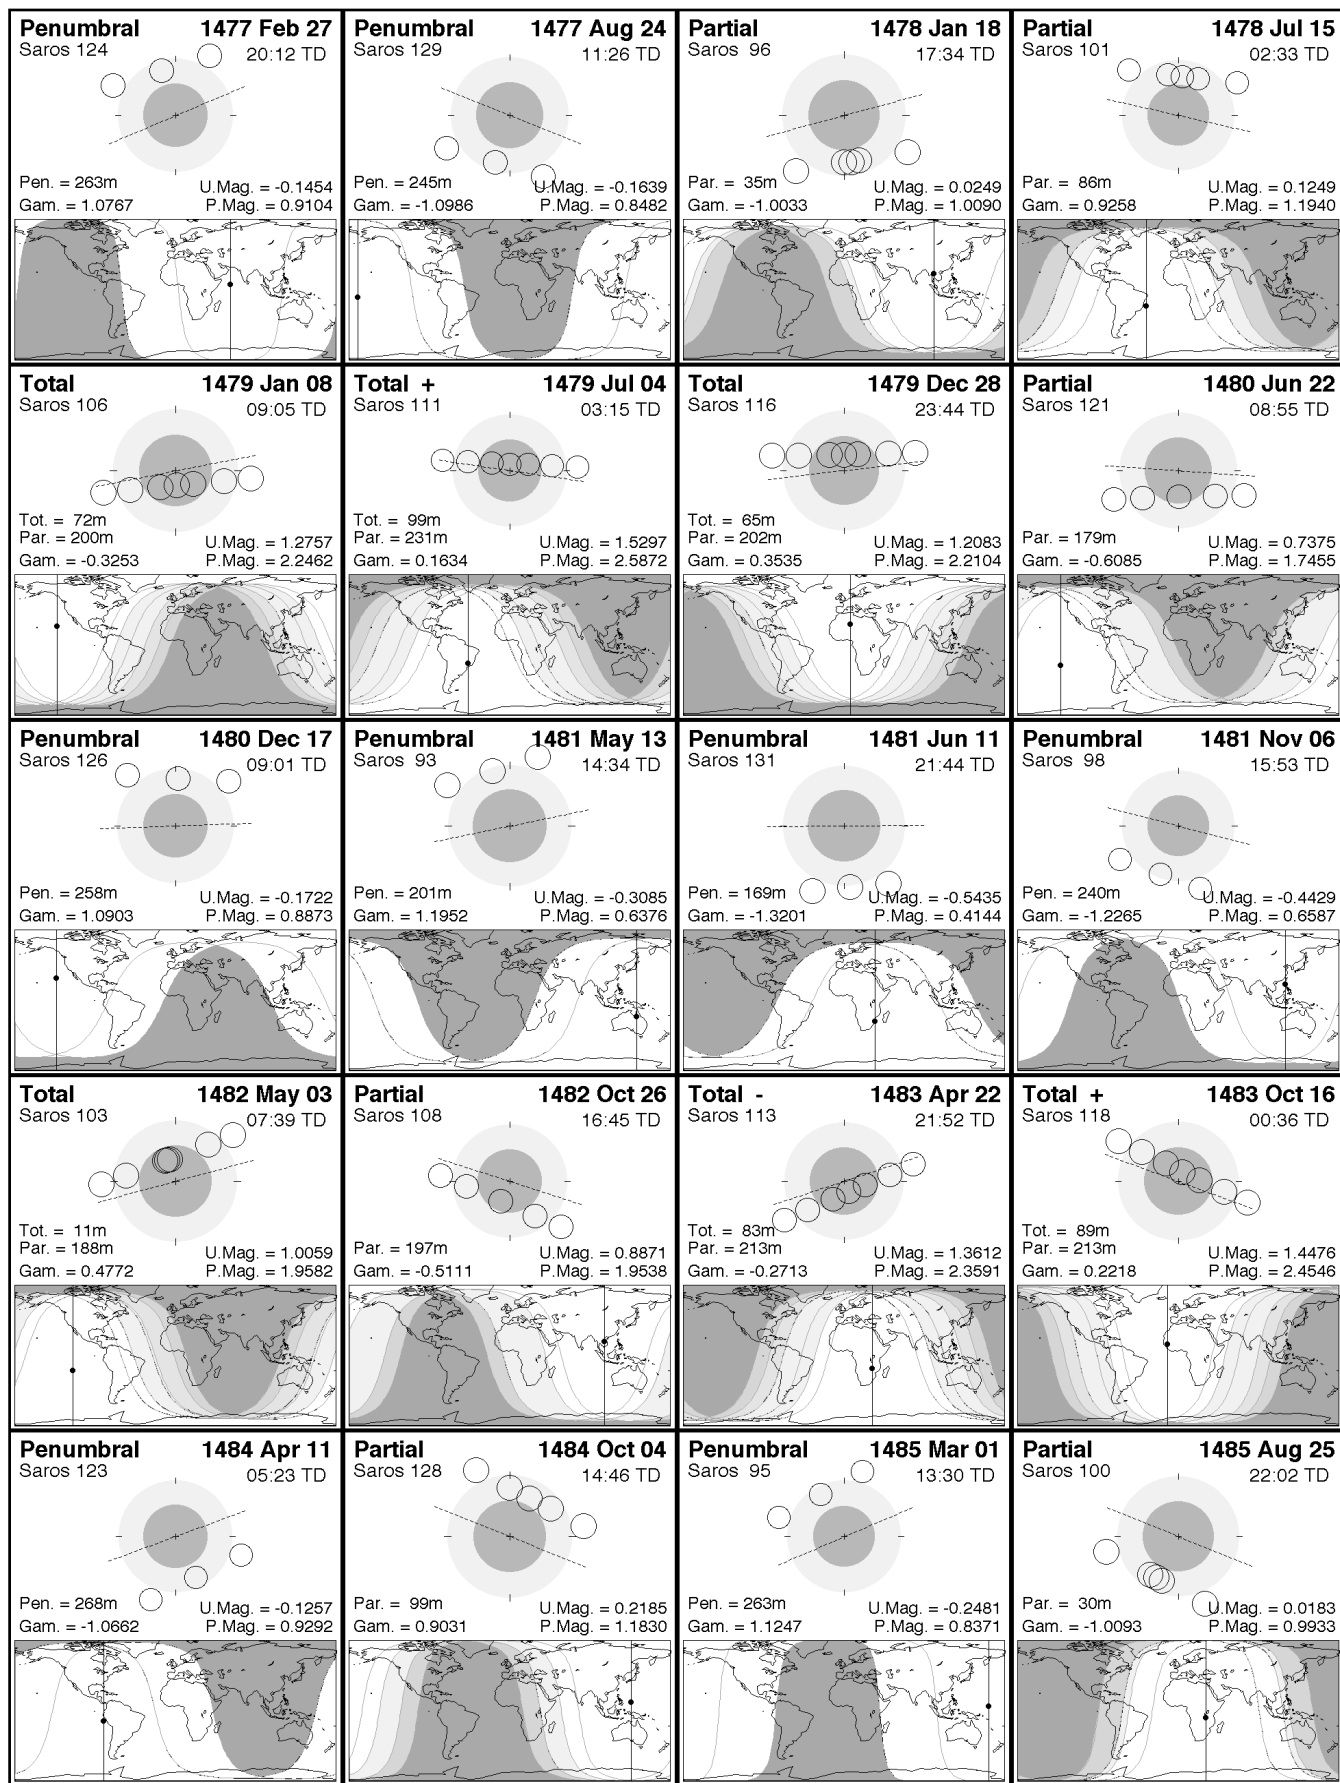 Penumbral 1477 Feb 27
Saros 124 20:12 TD
Pen. = 263m U.Mag. = -0.1454
Gam. = 1.0767 P.Mag. = 0.9104
Penumbral 1477 Aug 24
Saros 129 11:26 TD
Pen. = 245m U.Mag. = -0.1639
Gam. = -1.0986 P.Mag. = 0.8482
Partial 1478 Jan 18
Saros 96 17:34 TD
Par. = 35m U.Mag. = 0.0249
Gam. = -1.0033 P.Mag. = 1.0090
Partial 1478 Jul 15
Saros 101 02:33 TD
Par. = 86m U.Mag. = 0.1249
Gam. = 0.9258 P.Mag. = 1.1940
Total 1479 Jan 08
Saros 106 09:05 TD
Tot. = 72m
Par. = 200m U.Mag. = 1.2757
Gam. = -0.3253 P.Mag. = 2.2462
Total + 1479 Jul 04
Saros 111 03:15 TD
Tot. = 99m
Par. = 231m U.Mag. = 1.5297
Gam. = 0.1634 P.Mag. = 2.5872
Total 1479 Dec 28
Saros 116 23:44 TD
Tot. = 65m
Par. = 202m U.Mag. = 1.2083
Gam. = 0.3535 P.Mag. = 2.2104
Partial 1480 Jun 22
Saros 121 08:55 TD
Par. = 179m U.Mag. = 0.7375
Gam. = -0.6085 P.Mag. = 1.7455
Penumbral 1480 Dec 17
Saros 126 09:01 TD
Pen. = 258m U.Mag. = -0.1722
Gam. = 1.0903 P.Mag. = 0.8873
Penumbral 1481 May 13
Saros 93 14:34 TD
Pen. = 201m U.Mag. = -0.3085
Gam. = 1.1952 P.Mag. = 0.6376
Penumbral 1481 Jun 11
Saros 131 21:44 TD
Pen. = 169m U.Mag. = -0.5435
Gam. = -1.3201 P.Mag. = 0.4144
Penumbral 1481 Nov 06
Saros 98 15:53 TD
Pen. = 240m U.Mag. = -0.4429
Gam. = -1.2265 P.Mag. = 0.6587
Total 1482 May 03
Saros 103 07:39 TD
Tot. = 11m
Par. = 188m U.Mag. = 1.0059
Gam. = 0.4772 P.Mag. = 1.9582
Partial 1482 Oct 26
Saros 108 16:45 TD
Par. = 197m U.Mag. = 0.8871
Gam. = -0.5111 P.Mag. = 1.9538
Total - 1483 Apr 22
Saros 113 21:52 TD
Tot. = 83m
Par. = 213m U.Mag. = 1.3612
Gam. = -0.2713 P.Mag. = 2.3591
Total + 1483 Oct 16
Saros 118 00:36 TD
Tot. = 89m
Par. = 213m U.Mag. = 1.4476
Gam. = 0.2218 P.Mag. = 2.4546
Penumbral 1484 Apr 11
Saros 123 05:23 TD
Pen. = 268m U.Mag. = -0.1257
Gam. = -1.0662 P.Mag. = 0.9292
Partial 1484 Oct 04
Saros 128 14:46 TD
Par. = 99m U.Mag. = 0.2185
Gam. = 0.9031 P.Mag. = 1.1830
Penumbral 1485 Mar 01
Saros 95 13:30 TD
Pen. = 263m U.Mag. = -0.2481
Gam. = 1.1247 P.Mag. = 0.8371
Partial 1485 Aug 25
Saros 100 22:02 TD
Par. = 30m U.Mag. = 0.0183
Gam. = -1.0093 P.Mag. = 0.9933